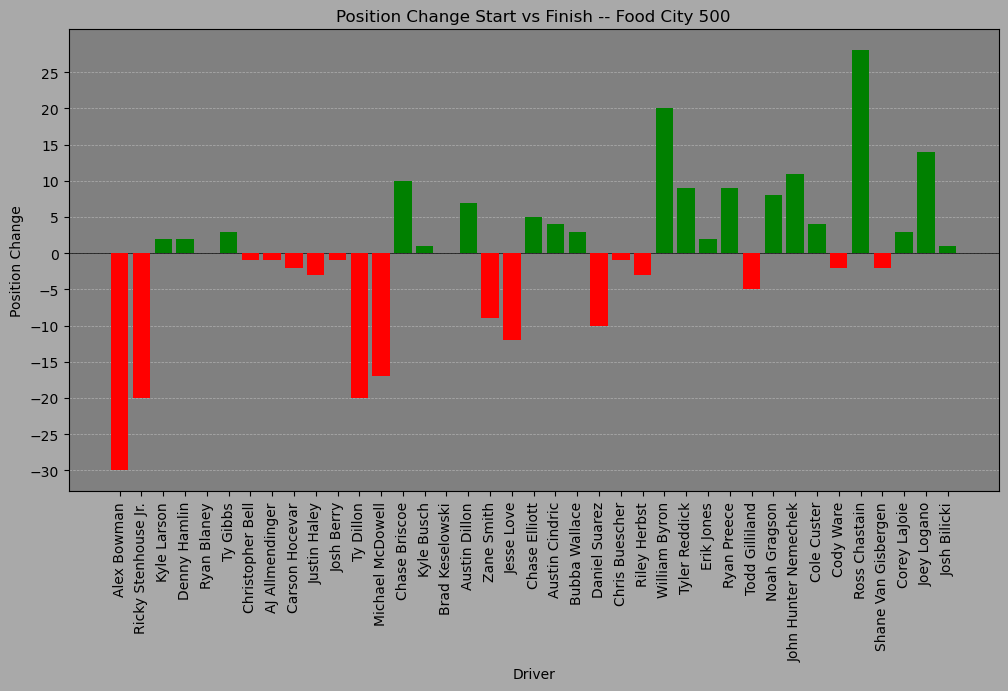 Position Change Start vs Finish -- Food City 500
Position Change
25
20
15
10
5
0
−5
−10
−15
−20
−25
−30
Alex Bowman
Ricky Stenhouse Jr.
Kyle Larson
Denny Hamlin
Ryan Blaney
Ty Gibbs
Christopher Bell
AJ Allmendinger
Carson Hocevar
Justin Haley
Josh Berry
Ty Dillon
Michael McDowell
Chase Briscoe
Kyle Busch
Brad Keselowski
Austin Dillon
Zane Smith
Jesse Love
Chase Elliott
Austin Cindric
Bubba Wallace
Daniel Suarez
Chris Buescher
Riley Herbst
William Byron
Tyler Reddick
Erik Jones
Ryan Preece
Todd Gilliland
Noah Gragson
John Hunter Nemechek
Cole Custer
Cody Ware
Ross Chastain
Shane Van Gisbergen
Corey LaJoie
Joey Logano
Josh Bilicki
Driver